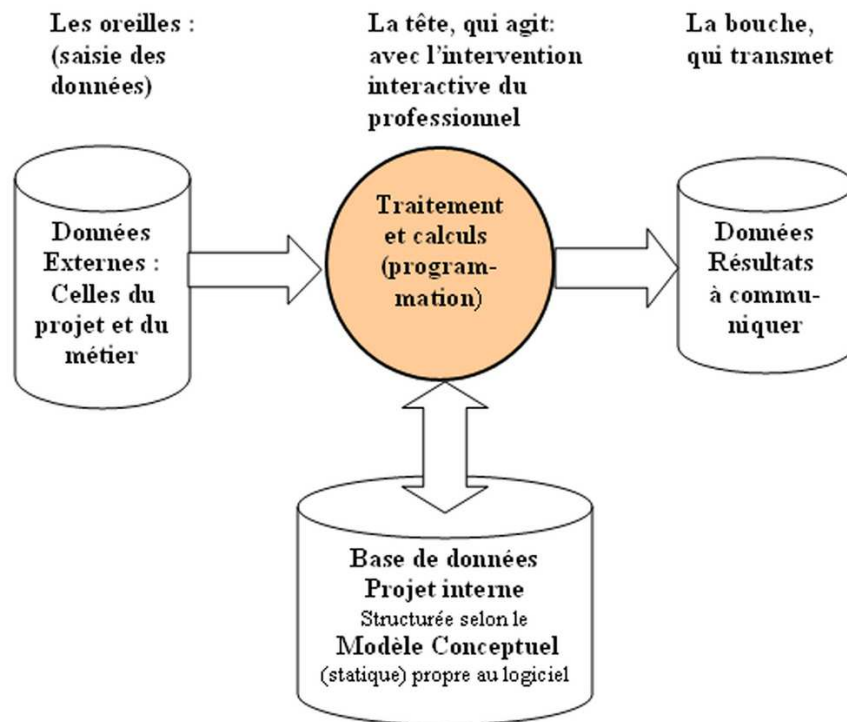 Les oreilles :
(saisie des
données)
La tête, qui agit:
avec l'intervention
interactive du
professionnel
La bouche,
qui transmet
Données
Externes :
Celles du
projet et du
métier
Traitement
et calculs
(program-
mation)
Données
Résultats
à commu-
niquer
Base de données
Projet interne
Structurée selon le
Modèle Conceptuel
(statique) propre au logiciel